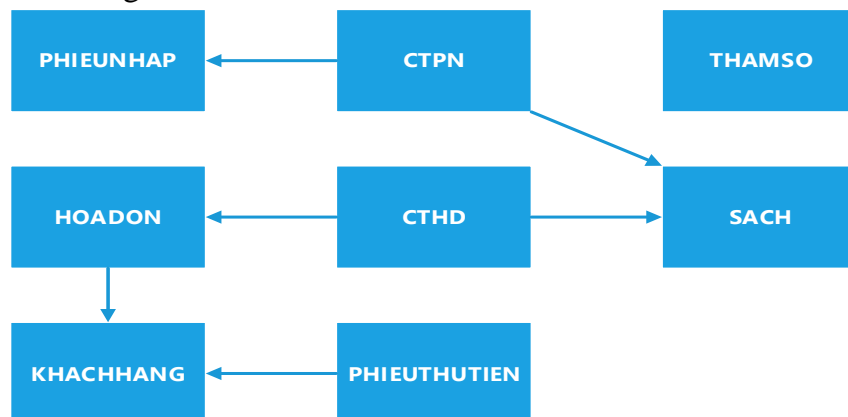 PHIEUNHAP CTPN THAMSO
HOADON CTHD SACH
KHACHHANG PHIEUTHUTIEN